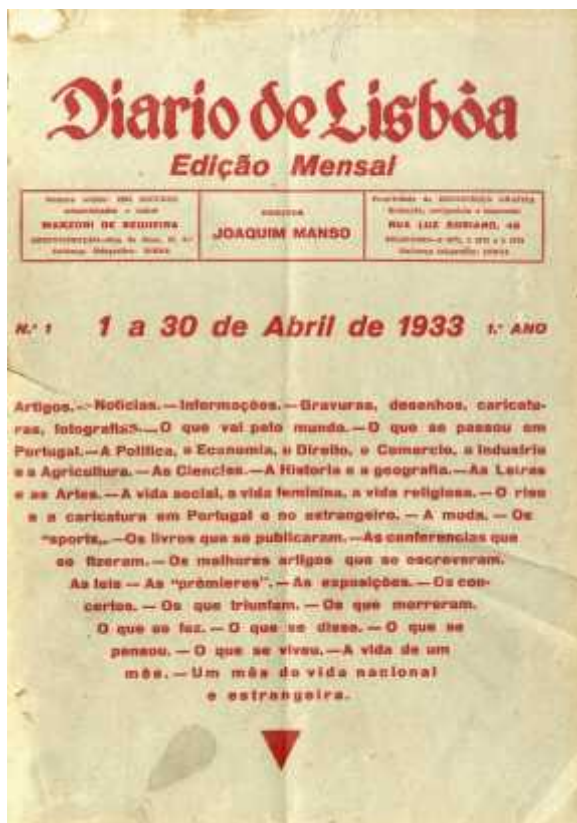 Diario de Lisbôa
Edição Mensal
MANZONI DE SEQUEIRA
DIRECTOR
JOAQUIM MANSO
RUA LUZ SORIANO, 48
N.º 1 1 a 30 de Abril de 1933 1.º ANO
Artigos.—Noticias.—Informações.—Gravuras, desenhos, caricatu-
ras, fotografias.—O que vai pelo mundo.—O que se passou em
Portugal.—A Politica, a Economia, o Direito, o Comercio, a Industria
e a Agricultura.—As Ciencias.—A Historia e a geografia.—As Letras
e as Artes.—A vida social, a vida feminina, a vida religiosa.—O riso
e a caricatura em Portugal e no estrangeiro.—A moda.—Os
"sports„—Os livros que se publicaram.—As conferencias que
se fizeram.—Os melhores artigos que se escreveram.
As leis—As "prémieres".—As exposições.—Os con-
certos.—Os que triunfam.—Os que morreram.
O que se fez.—O que se disse.—O que se
pensou.—O que se viveu.—A vida de um
mês.—Um mês da vida nacional
e estrangeira.